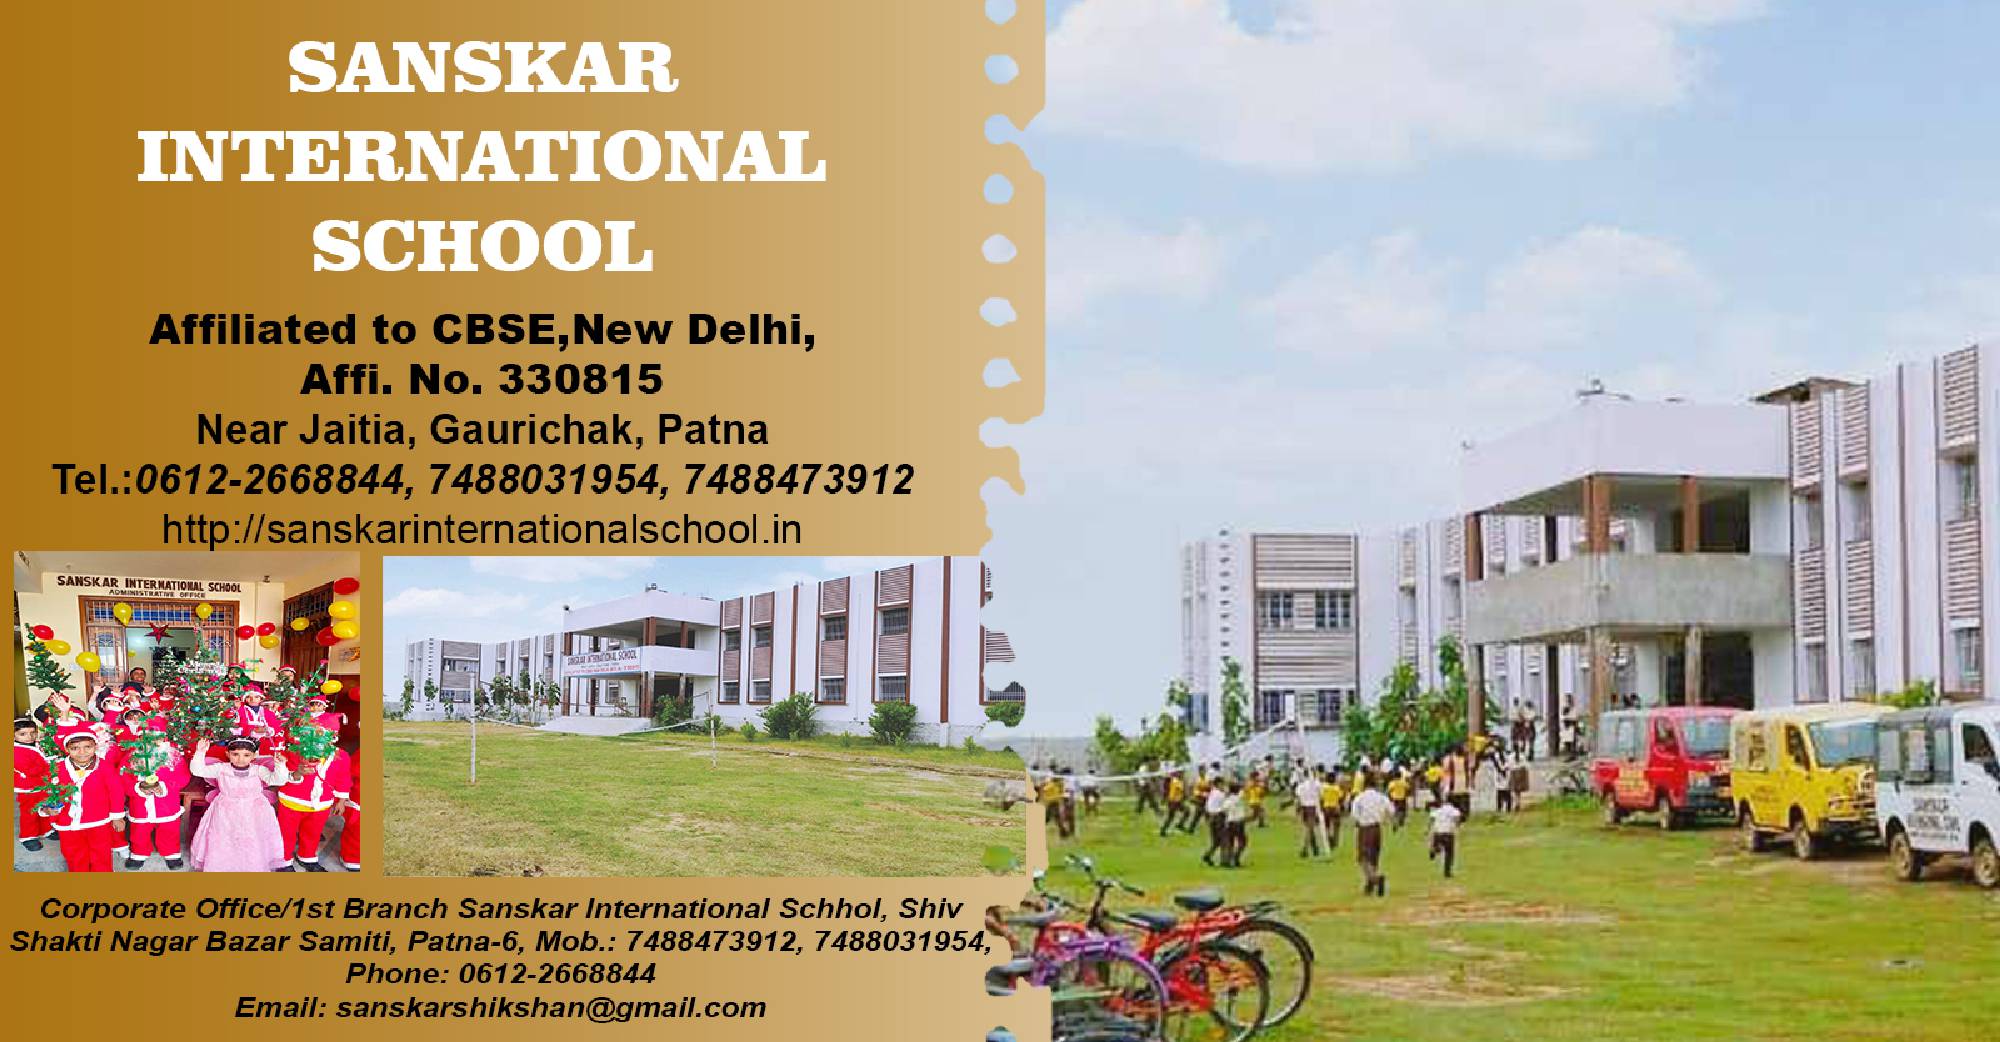 SANSKAR
INTERNATIONAL
SCHOOL
Affiliated to CBSE,New Delhi,
Affi. No. 330815
Near Jaitia, Gaurichak, Patna
Tel.:0612-2668844, 7488031954, 7488473912
http://sanskarinternationalschool.in
SANSKAR INTERNATIONAL SCHOOL
ADMINISTRATIVE OFFICE
SANSKAR INTERNATIONAL SCHOOL
Corporate Office/1st Branch Sanskar International Schhol, Shiv
Shakti Nagar Bazar Samiti, Patna-6, Mob.: 7488473912, 7488031954,
Phone: 0612-2668844
Email: sanskarshikshan@gmail.com